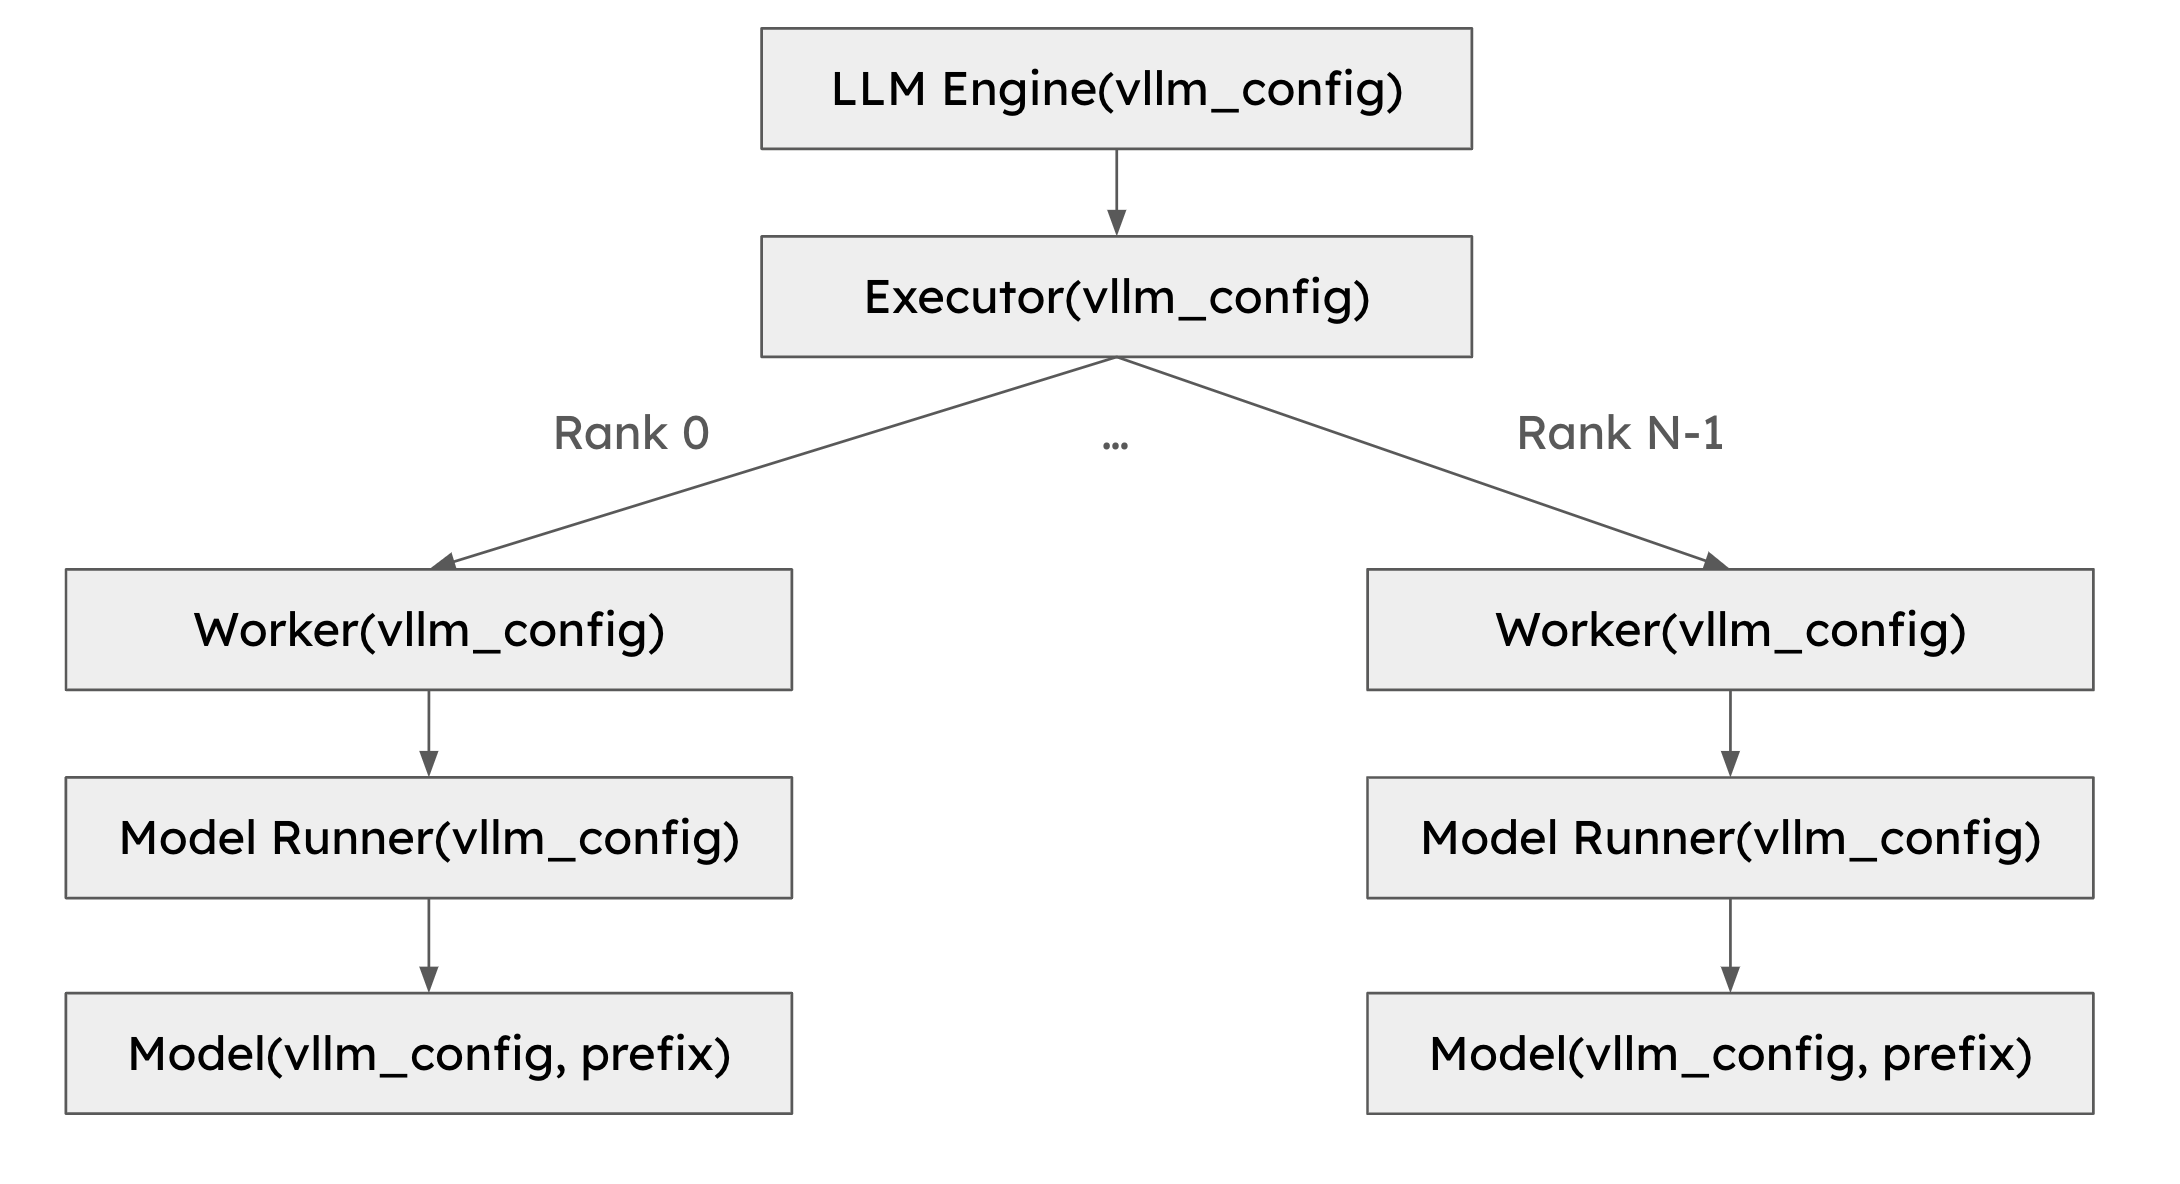 LLM Engine(vllm_config)
Executor(vllm_config)
Rank 0
...
Rank N-1
Worker(vllm_config)
Worker(vllm_config)
Model Runner(vllm_config)
Model Runner(vllm_config)
Model(vllm_config, prefix)
Model(vllm_config, prefix)